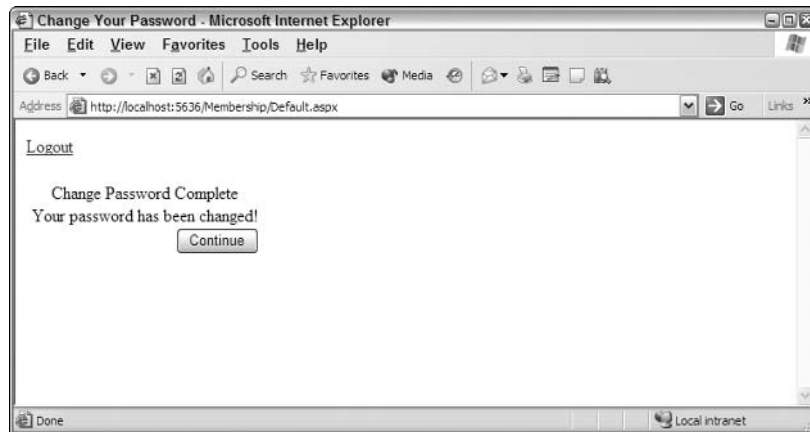 Change Your Password - Microsoft Internet Explorer
File Edit View Favorites Tools Help
Back Search Favorites Media
Address http://localhost:5636/Membership/Default.aspx Go Links »
Logout
Change Password Complete
Your password has been changed!
Continue
Done Local intranet